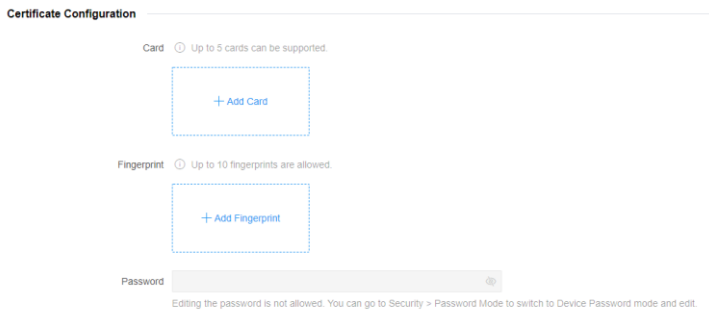 Certificate Configuration
Card Up to 5 cards can be supported.
+ Add Card
Fingerprint Up to 10 fingerprints are allowed.
+ Add Fingerprint
Password
Editing the password is not allowed. You can go to Security > Password Mode to switch to Device Password mode and edit.